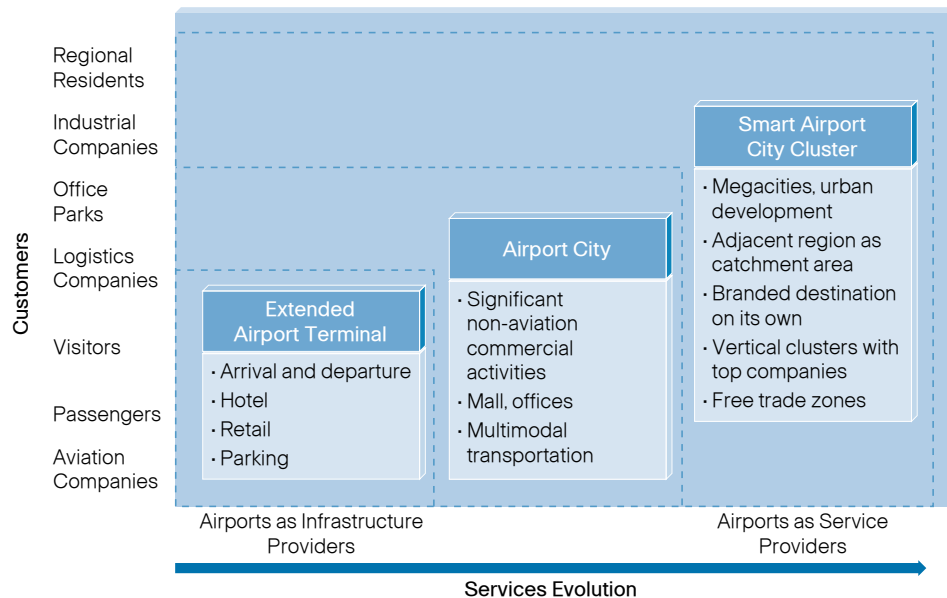 Customers
Regional
Residents
Industrial
Companies
Office
Parks
Logistics
Companies
Visitors
Passengers
Aviation
Companies
Extended
Airport Terminal
· Arrival and departure
· Hotel
· Retail
· Parking
Airport City
· Significant
non-aviation
commercial
activities
· Mall, offices
· Multimodal
transportation
Smart Airport
City Cluster
· Megacities, urban
development
· Adjacent region as
catchment area
· Branded destination
on its own
· Vertical clusters with
top companies
· Free trade zones
Airports as Infrastructure
Providers
Airports as Service
Providers
Services Evolution